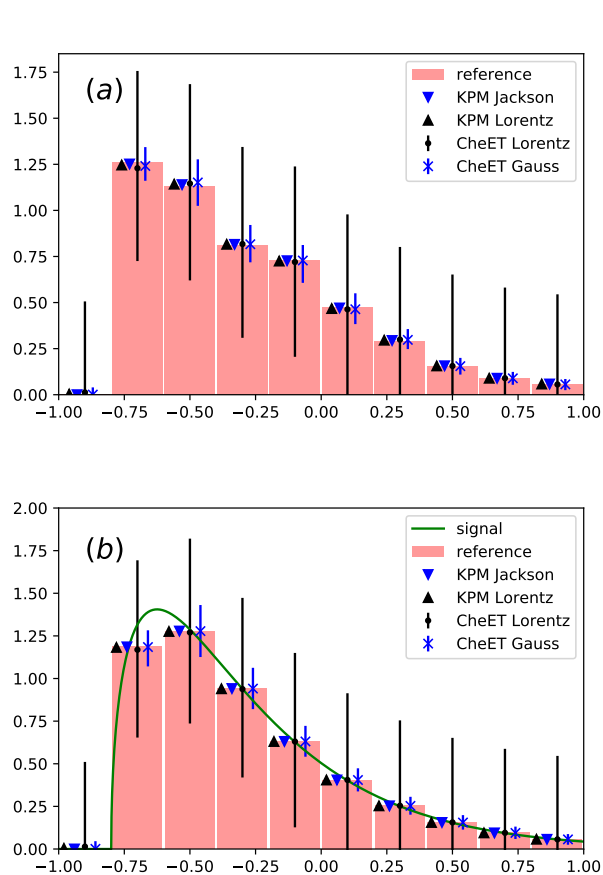 (a)
reference
KPM Jackson
KPM Lorentz
CheET Lorentz
CheET Gauss
1.75
1.50
1.25
1.00
0.75
0.50
0.25
0.00
−1.00 −0.75 −0.50 −0.25 0.00 0.25 0.50 0.75 1.00
(b)
signal
reference
KPM Jackson
KPM Lorentz
CheET Lorentz
CheET Gauss
2.00
1.75
1.50
1.25
1.00
0.75
0.50
0.25
0.00
−1.00 −0.75 −0.50 −0.25 0.00 0.25 0.50 0.75 1.00